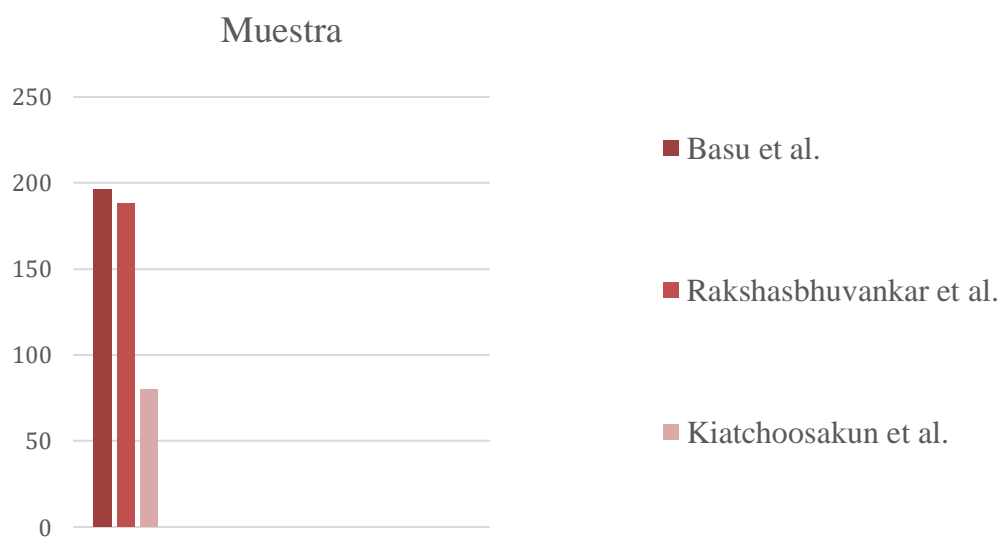 Muestra
250
200
150
100
50
0
Basu et al.
Rakshasbhuvankar et al.
Kiatchoosakun et al.